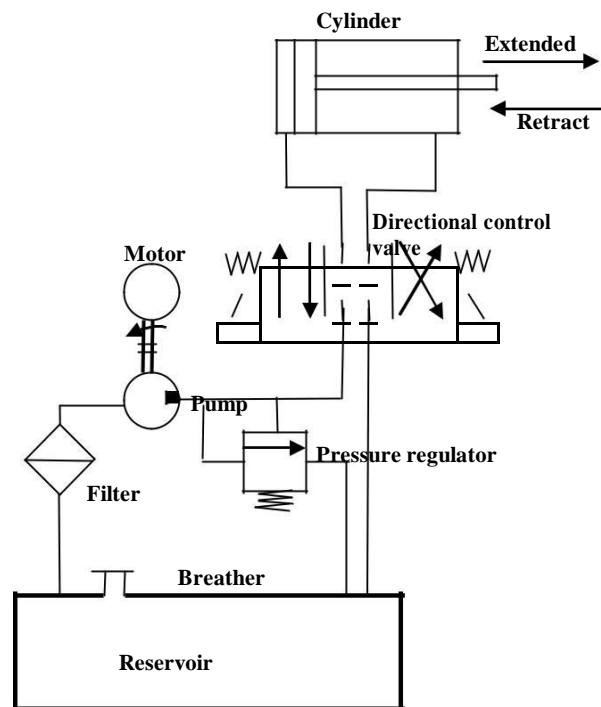 Cylinder
Extended
Retract
Directional control
valve
Motor
Pump
Pressure regulator
Filter
Breather
Reservoir